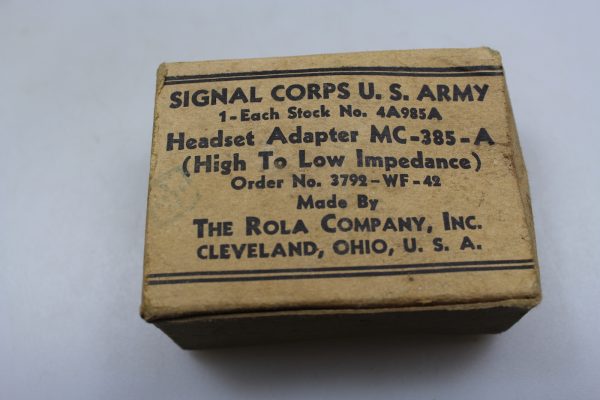 SIGNAL CORPS U. S. ARMY
1-Each Stock No. 4A985A
Headset Adapter MC-385-A
(High To Low Impedance)
Order No. 3792-WF-42
Made By
THE ROLA COMPANY, INC.
CLEVELAND, OHIO, U. S. A.